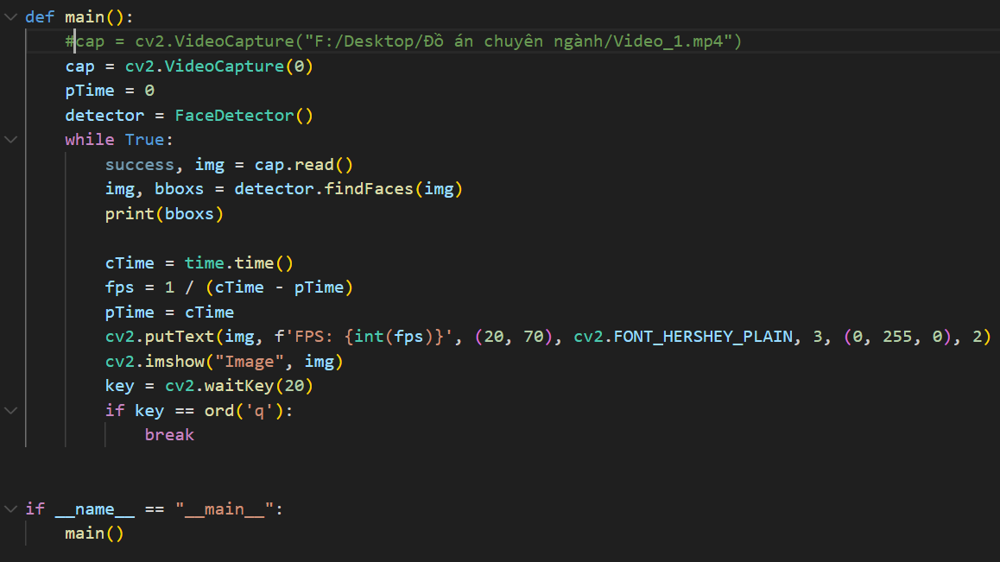 def main():
    #cap = cv2.VideoCapture("F:/Desktop/Đồ án chuyên ngành/Video_1.mp4")
    cap = cv2.VideoCapture(0)
    pTime = 0
    detector = FaceDetector()
    while True:
        success, img = cap.read()
        img, bboxs = detector.findFaces(img)
        print(bboxs)

        cTime = time.time()
        fps = 1 / (cTime - pTime)
        pTime = cTime
        cv2.putText(img, f'FPS: {int(fps)}', (20, 70), cv2.FONT_HERSHEY_PLAIN, 3, (0, 255, 0), 2)
        cv2.imshow("Image", img)
        key = cv2.waitKey(20)
        if key == ord('q'):
            break


if __name__ == "__main__":
    main()